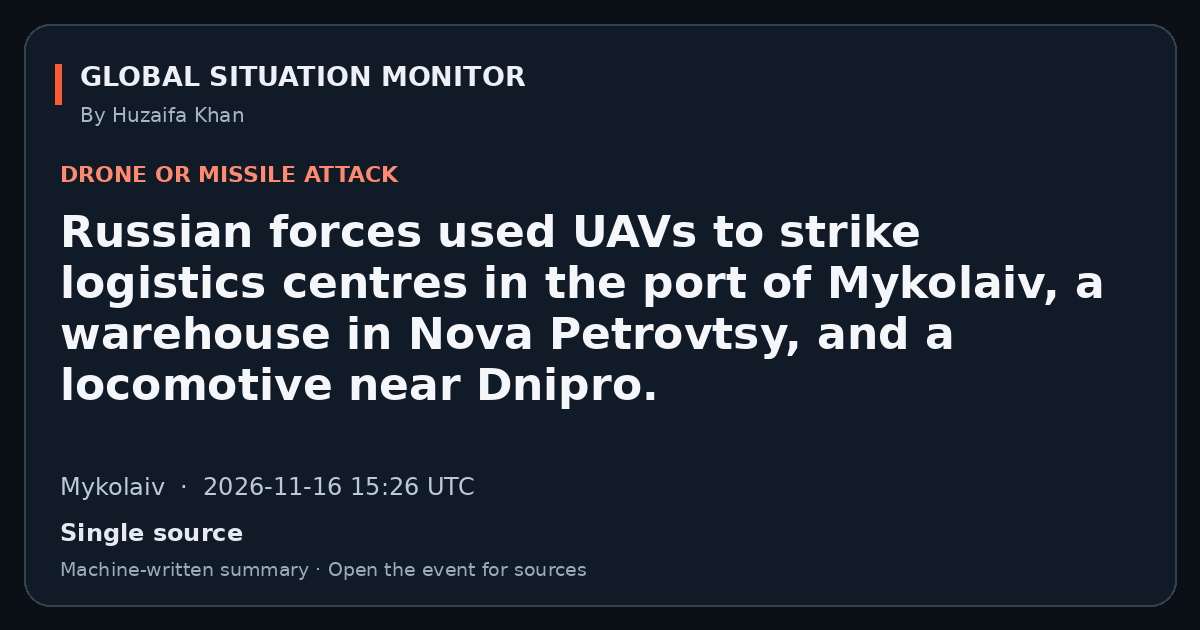 GLOBAL SITUATION MONITOR
By Huzaifa Khan
DRONE OR MISSILE ATTACK
Russian forces used UAVs to strike
logistics centres in the port of Mykolaiv, a
warehouse in Nova Petrovtsy, and a
locomotive near Dnipro.
Mykolaiv · 2026-11-16 15:26 UTC
Single source
Machine-written summary · Open the event for sources